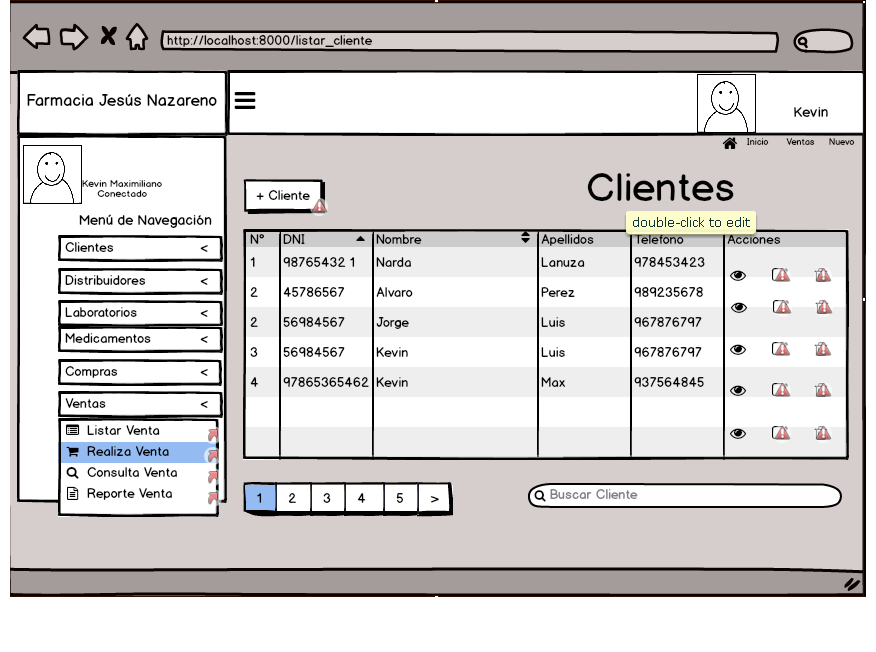 http://localhost:8000/listar_cliente
Farmacia Jesús Nazareno
Kevin
Inicio Ventas Nuevo
Kevin Maximiliano
Conectado
Menú de Navegación
Clientes <
Distribuidores <
Laboratorios <
Medicamentos <
Compras <
Ventas <
Listar Venta
Realiza Venta
Consulta Venta
Reporte Venta
+ Cliente
Clientes
double-click to edit
N° DNI Nombre Apellidos Telefono Acciones
1 98765432 1 Narda Lanuza 978453423
2 45786567 Alvaro Perez 989235678
2 56984567 Jorge Luis 967876797
3 56984567 Kevin Luis 967876797
4 97865365462 Kevin Max 937564845
1 2 3 4 5 >
Buscar Cliente